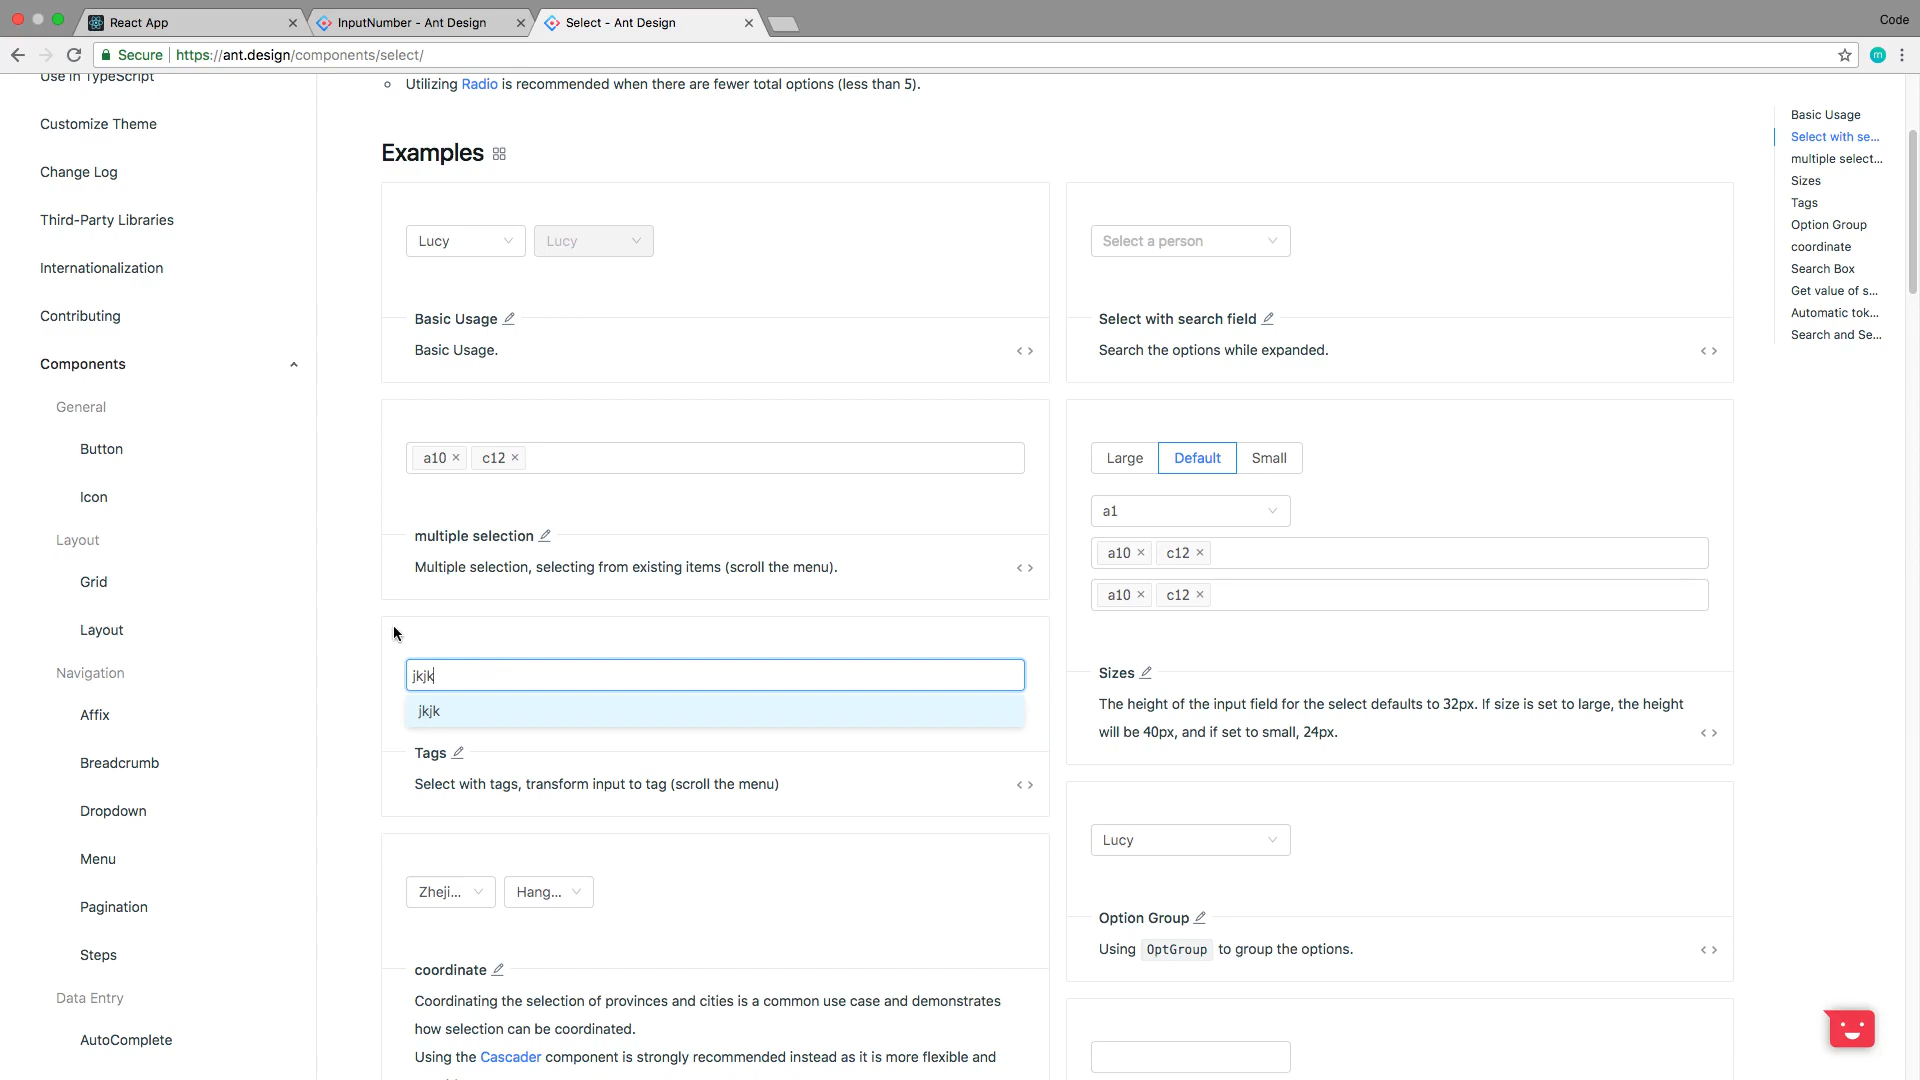 React App
InputNumber - Ant Design
Select - Ant Design
Code
Secure
https://ant.design/components/select/
m
Use in TypeScript
Customize Theme
Change Log
Third-Party Libraries
Internationalization
Contributing
Components
General
Button
Icon
Layout
Grid
Layout
Navigation
Affix
Breadcrumb
Dropdown
Menu
Pagination
Steps
Data Entry
AutoComplete
Utilizing Radio is recommended when there are fewer total options (less than 5).
Examples
Lucy
Lucy
Basic Usage
Basic Usage.
a10
c12
multiple selection
Multiple selection, selecting from existing items (scroll the menu).
jkjk
jkjk
Tags
Select with tags, transform input to tag (scroll the menu)
Zheji...
Hang...
coordinate
Coordinating the selection of provinces and cities is a common use case and demonstrates
how selection can be coordinated.
Using the Cascader component is strongly recommended instead as it is more flexible and
Select a person
Select with search field
Search the options while expanded.
Large
Default
Small
a1
a10
c12
a10
c12
Sizes
The height of the input field for the select defaults to 32px. If size is set to large, the height
will be 40px, and if set to small, 24px.
Lucy
Option Group
Using OptGroup to group the options.
Basic Usage
Select with se...
multiple select...
Sizes
Tags
Option Group
coordinate
Search Box
Get value of s...
Automatic tok...
Search and Se...